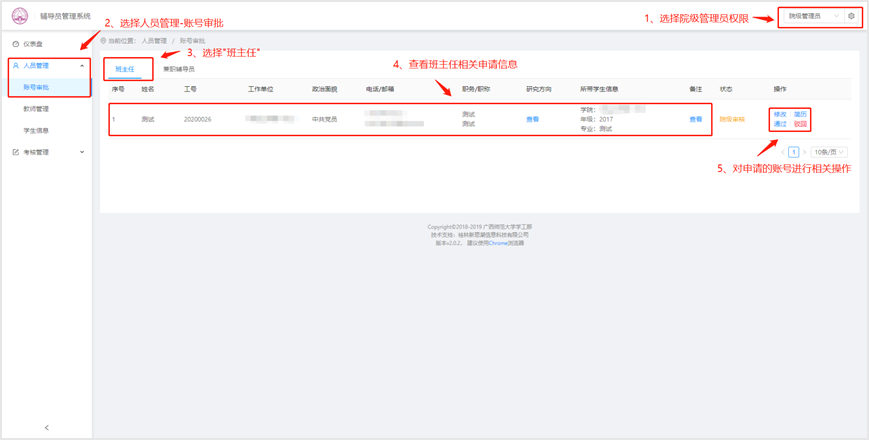 辅导员管理系统
2、选择人员管理-账号审批
1、选择院级管理员权限
院级管理员
仪表盘
人员管理
账号审批
教师管理
学生信息
考核管理
当前位置： 人员管理 / 账号审批
3、选择"班主任"
班主任
兼职辅导员
4、查看班主任相关申请信息
序号 姓名 工号 工作单位 政治面貌 电话/邮箱 职务/职称 研究方向 所带学生信息 备注 状态 操作
1 测试 20200026 中共党员 测试 查看 学院： 查看 院级审核 修改 简历
测试 年级：2017 通过 驳回
专业：测试
1 10条/页
5、对申请的账号进行相关操作
Copyright©2018-2019 广西师范大学学工部
技术支持：桂林新思潮信息科技有限公司
版本v2.0.2， 建议使用Chrome浏览器